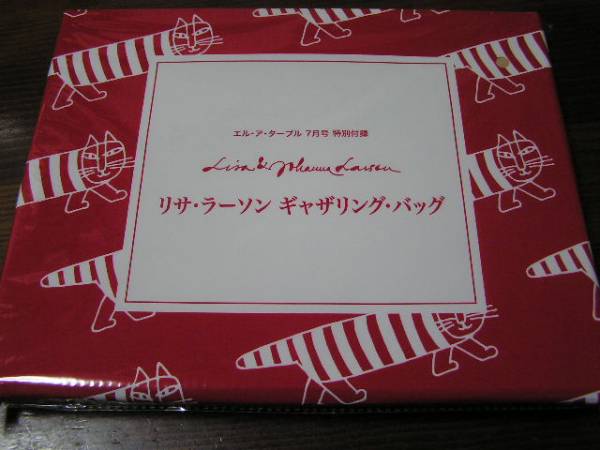 エル・ア・ターブル 7月号 特別付録
Lisa & Johanna Larson
リサ・ラーソン ギャザリング・バッグ